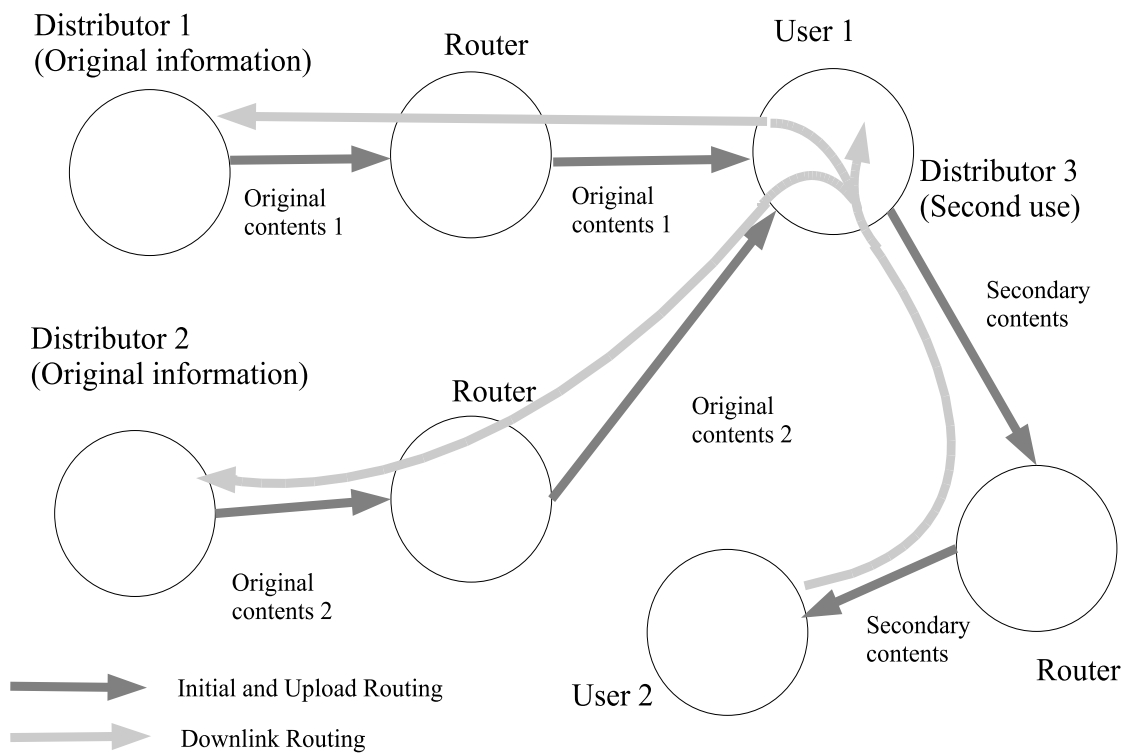 Distributor 1
(Original information)
Router
User 1
Original
contents 1
Original
contents 1
Distributor 3
(Second use)
Secondary
contents
Distributor 2
(Original information)
Router
Original
contents 2
Original
contents 2
Secondary
contents
Router
User 2
Initial and Upload Routing
Downlink Routing